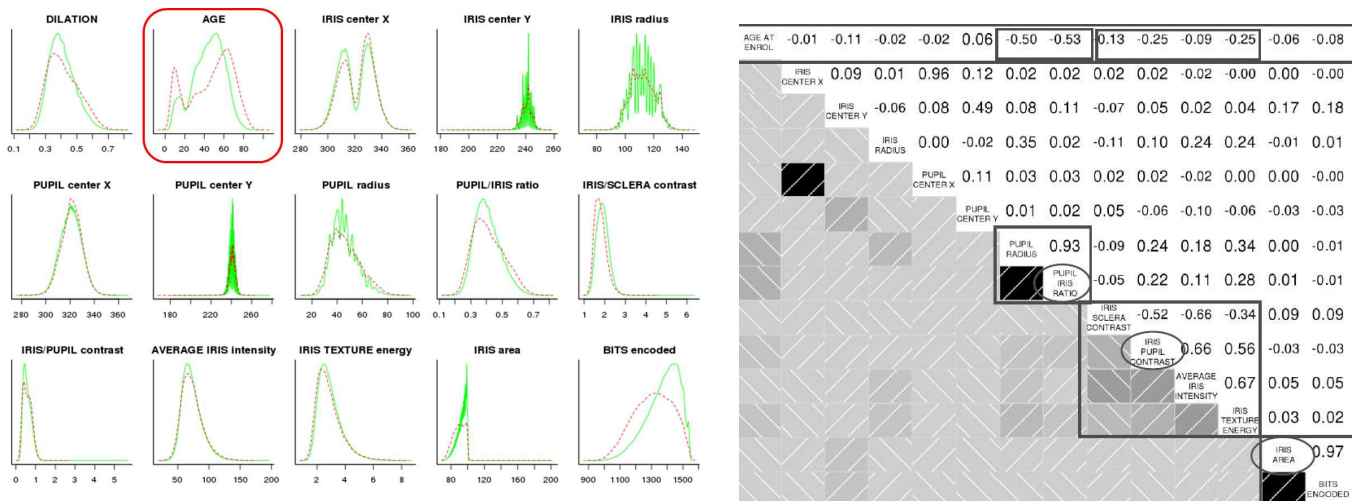 DILATION AGE IRIS center X IRIS center Y IRIS radius
0.1 0.3 0.5 0.7 0 20 40 60 80 280 300 320 340 360 200 220 240 260 280 60 80 100 120 140
PUPIL center X PUPIL center Y PUPIL radius PUPIL/IRIS ratio IRIS/SCLERA contrast
280 300 320 340 360 160 200 240 0 20 40 60 80 100 0.1 0.3 0.5 0.7 1 2 3 4 5 6
IRIS/PUPIL contrast AVERAGE IRIS intensity IRIS TEXTURE energy IRIS area BITS encoded
0 1 2 3 4 5 50 100 150 200 2 4 6 8 80 120 160 200 900 1100 1300 1500
AGE AT
ENROL -0.01 -0.11 -0.02 -0.02 0.06 -0.50 -0.53 -0.13 -0.25 -0.09 -0.25 -0.06 -0.08
IRIS
CENTER X 0.09 0.01 0.96 0.12 0.02 0.02 0.02 0.02 -0.02 -0.00 0.00 -0.00
IRIS
CENTER Y -0.06 0.08 0.49 0.08 0.11 -0.07 0.05 0.02 0.04 0.17 0.18
IRIS
RADIUS 0.00 -0.02 0.35 0.02 -0.11 0.10 0.24 0.24 -0.01 0.01
PUPIL
CENTER X 0.11 0.03 0.03 0.02 0.02 -0.02 0.00 0.00 -0.00
PUPIL
CENTER Y 0.01 0.02 0.05 -0.06 -0.10 -0.06 -0.03 -0.03
PUPIL
RADIUS 0.93 -0.09 0.24 0.18 0.34 0.00 -0.01
PUPIL
IRIS
RATIO -0.05 0.22 0.11 0.28 0.01 -0.01
IRIS
SCLERA
CONTRAST -0.52 -0.66 -0.34 0.09 0.09
IRIS
PUPIL
CONTRAST 0.66 0.56 -0.03 -0.03
AVERAGE
IRIS
INTENSITY 0.67 0.05 0.05
IRIS
TEXTURE
ENERGY 0.03 0.02
IRIS
AREA 0.97
BITS
ENCODED